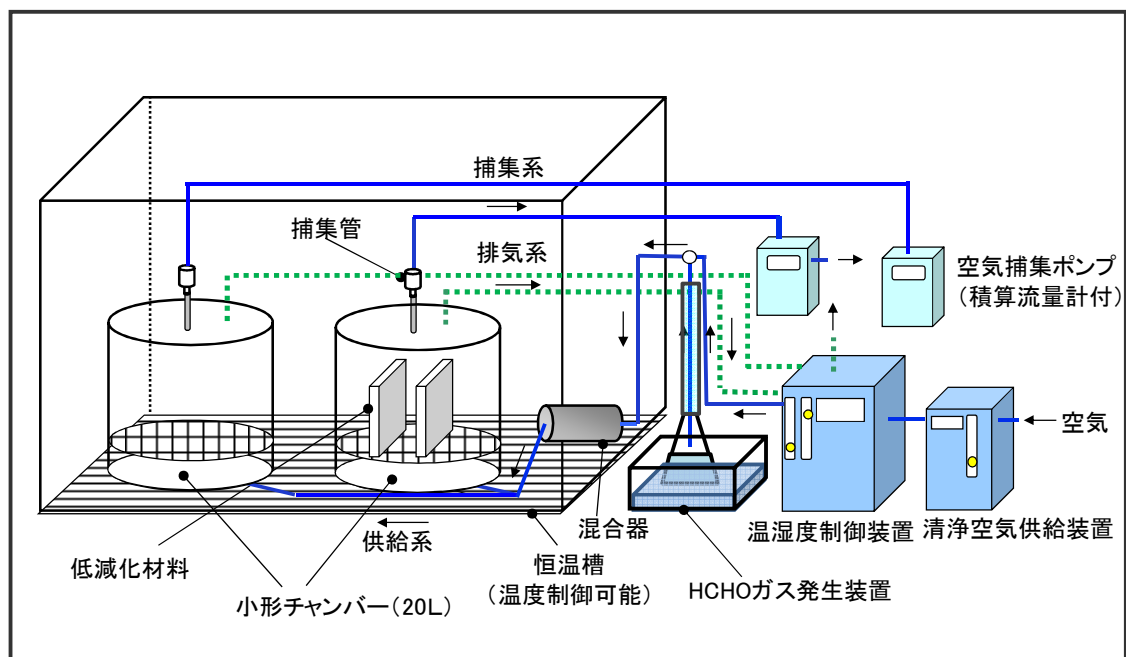 捕集系
捕集管
排気系
空気捕集ポンプ
（積算流量計付）
空気
混合器
温湿度制御装置
清浄空気供給装置
供給系
低減化材料
恒温槽
（温度制御可能）
HCHOガス発生装置
小形チャンバー（20L）